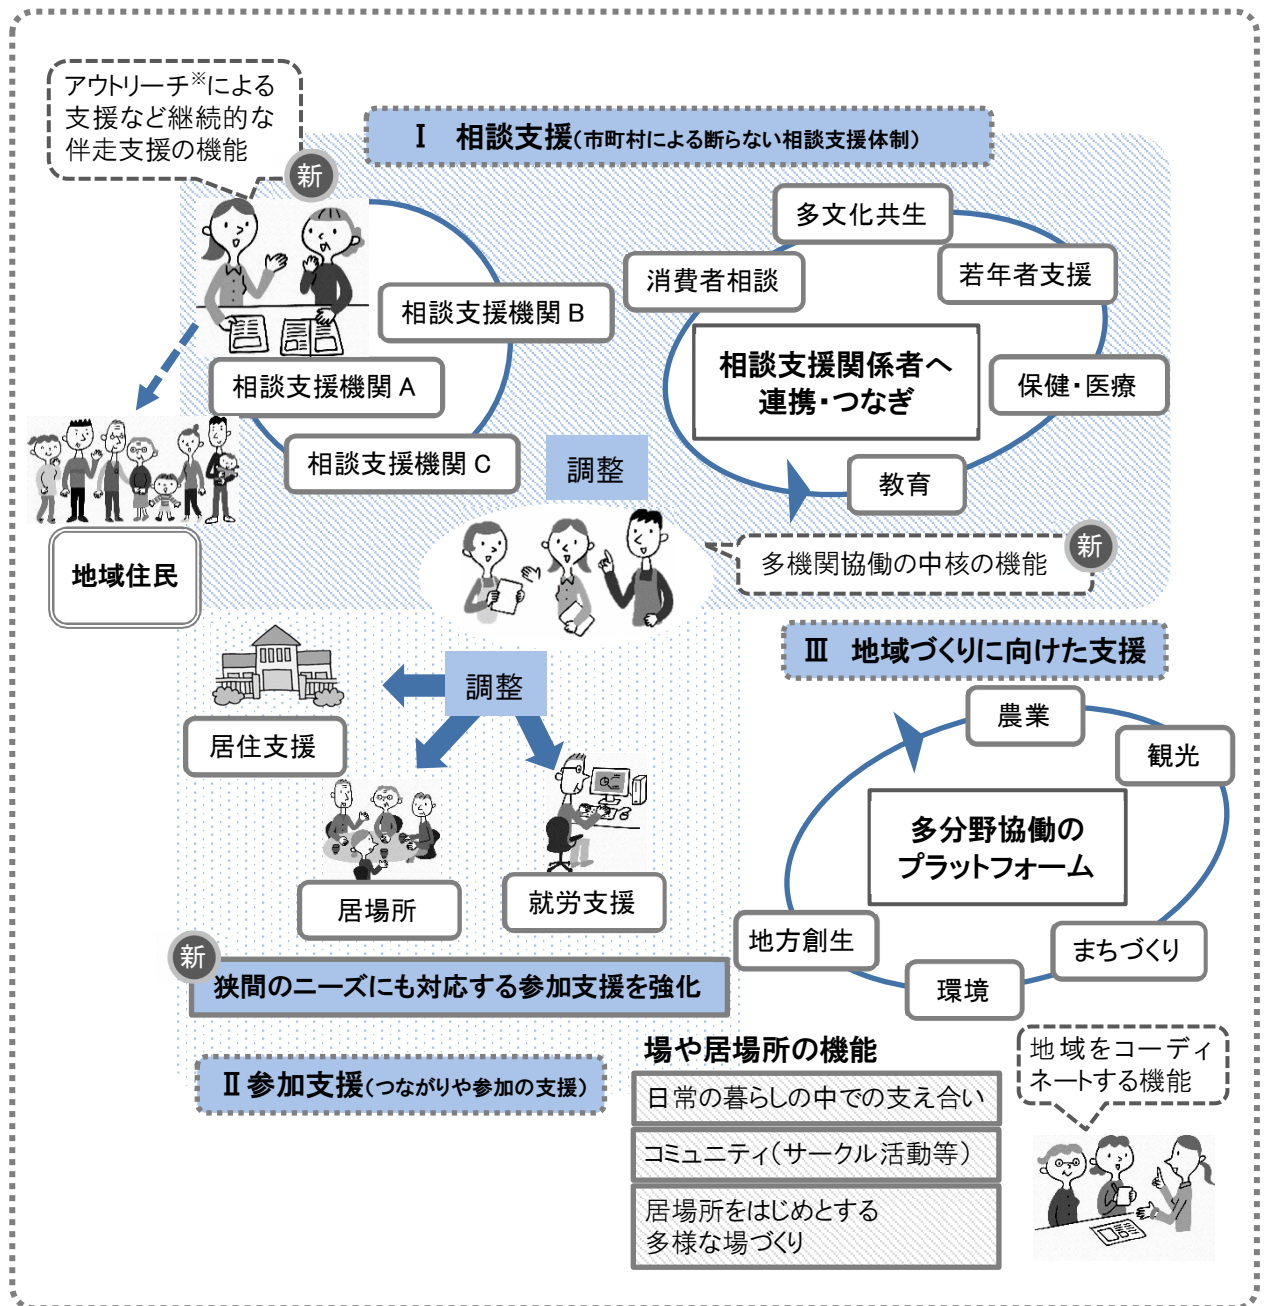 アウトリーチ※による
支援など継続的な
伴走支援の機能
新
Ⅰ 相談支援(市町村による断らない相談支援体制)
相談支援機関 B
相談支援機関 A
相談支援機関 C
地域住民
多文化共生
消費者相談
若年者支援
相談支援関係者へ
連携・つなぎ
保健・医療
教育
調整
多機関協働の中核の機能
新
調整
居住支援
居場所
就労支援
新
狭間のニーズにも対応する参加支援を強化
Ⅱ 参加支援(つながりや参加の支援)
Ⅲ 地域づくりに向けた支援
農業
観光
多分野協働の
プラットフォーム
地方創生
まちづくり
環境
場や居場所の機能
日常の暮らしの中での支え合い
コミュニティ(サークル活動等)
居場所をはじめとする
多様な場づくり
地域をコーディ
ネートする機能